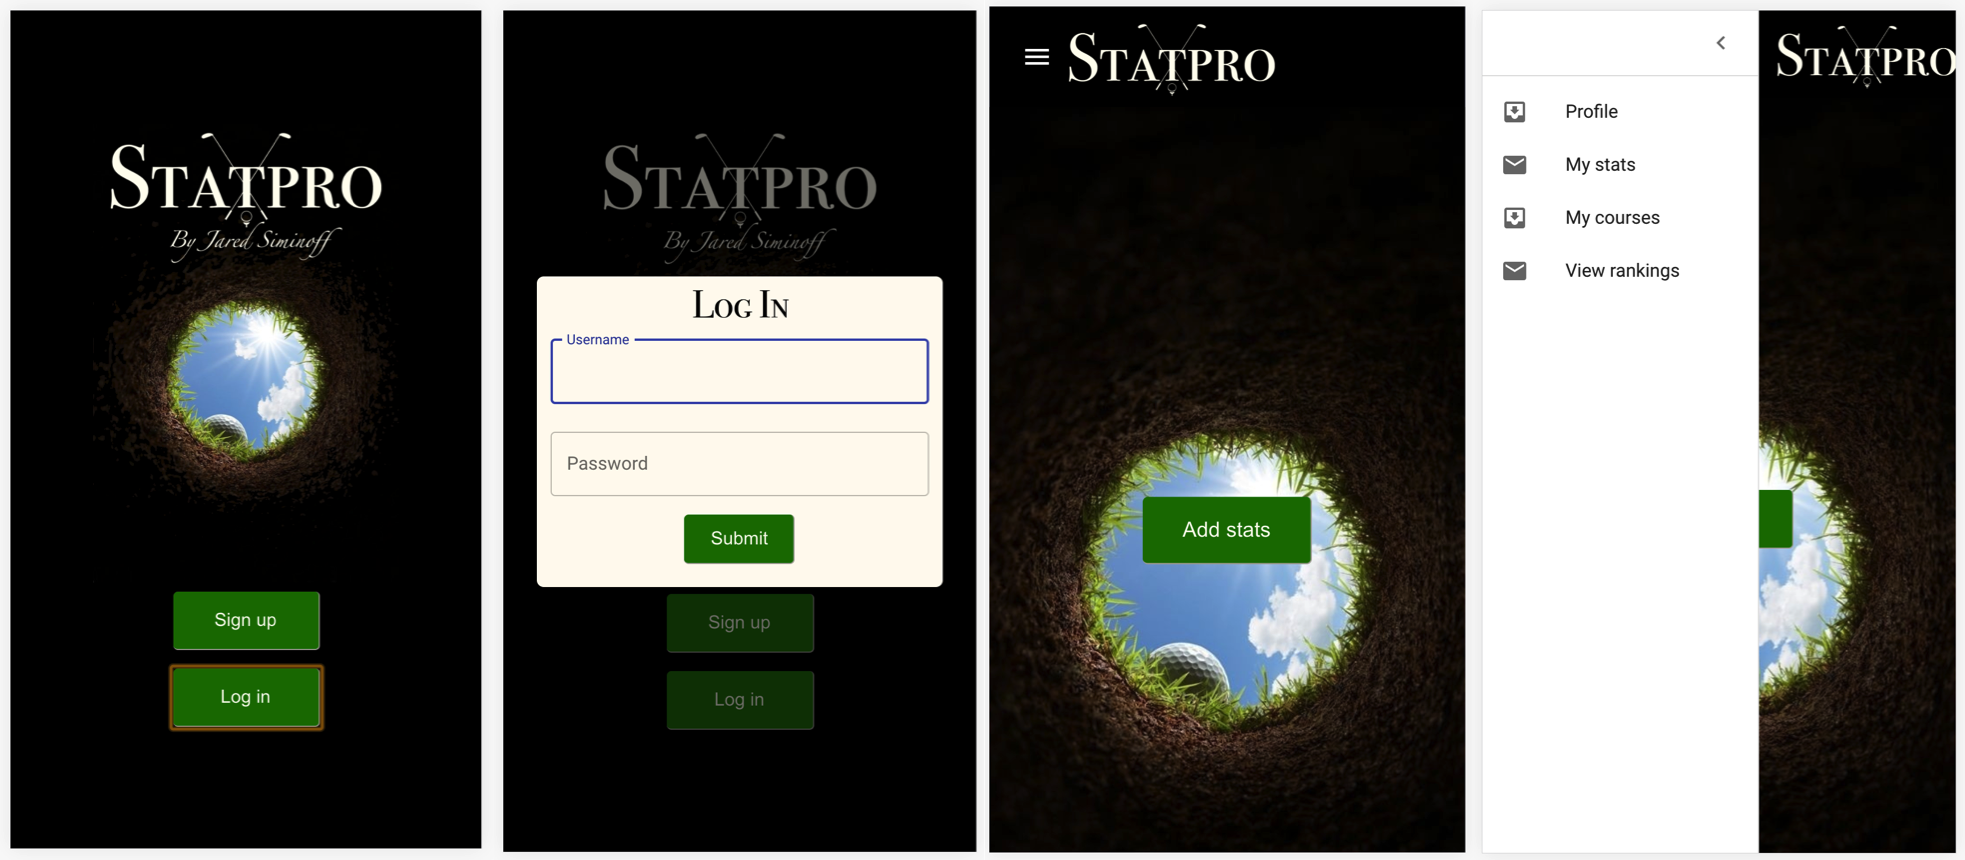 STATPRO
By Jared Siminoff
Sign up
Log in
STATPRO
By Jared Siminoff
LOG IN
Username
Password
Submit
Sign up
Log in
STATPRO
Add stats
Profile
My stats
My courses
View rankings
STATPRO